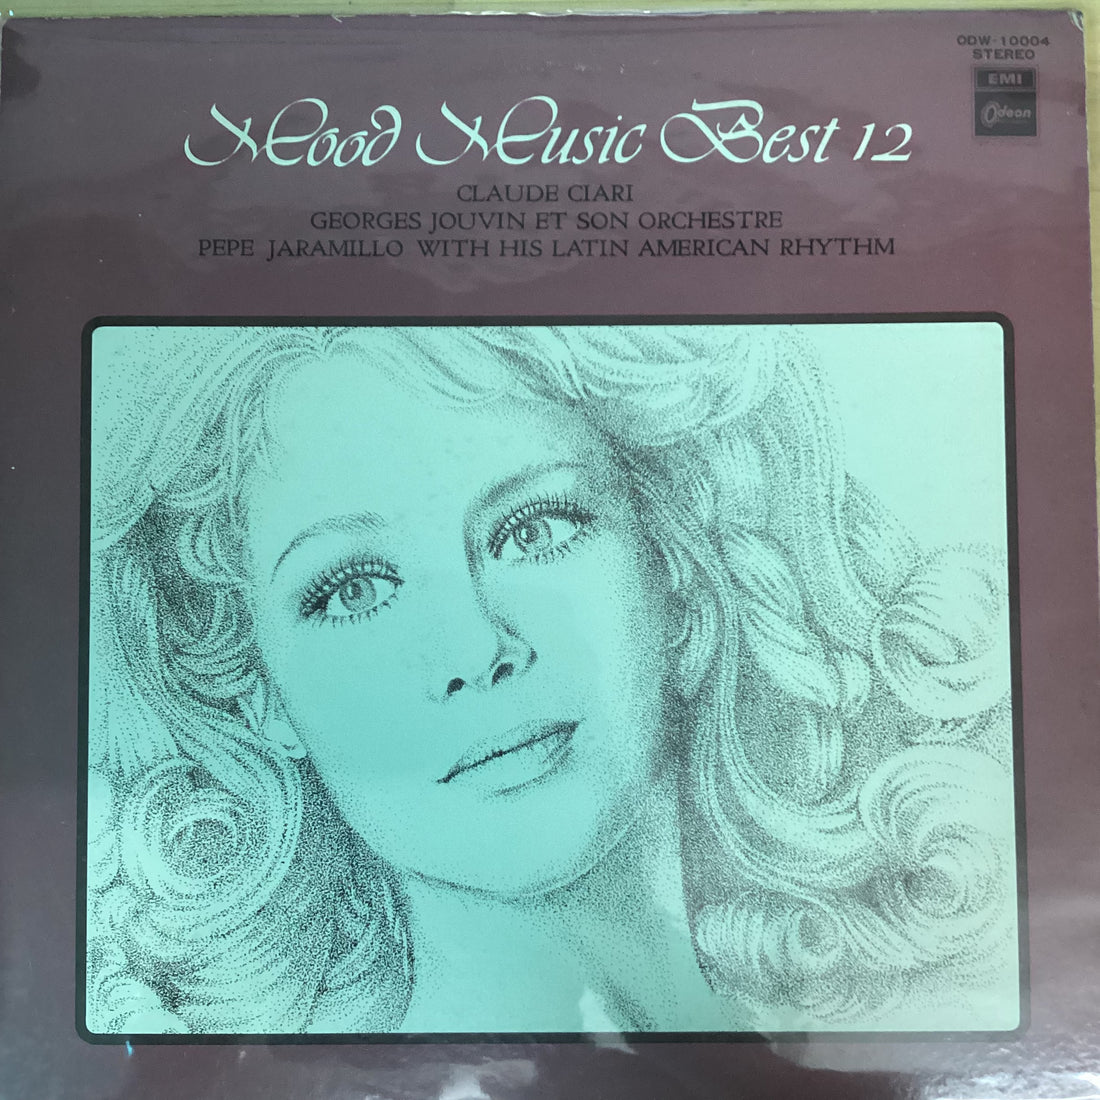 ODW-10004
STEREO
EMI
Odeon
Mood Music Best 12
CLAUDE CIARI
GEORGES JOUVIN ET SON ORCHESTRE
PEPE JARAMILLO WITH HIS LATIN AMERICAN RHYTHM